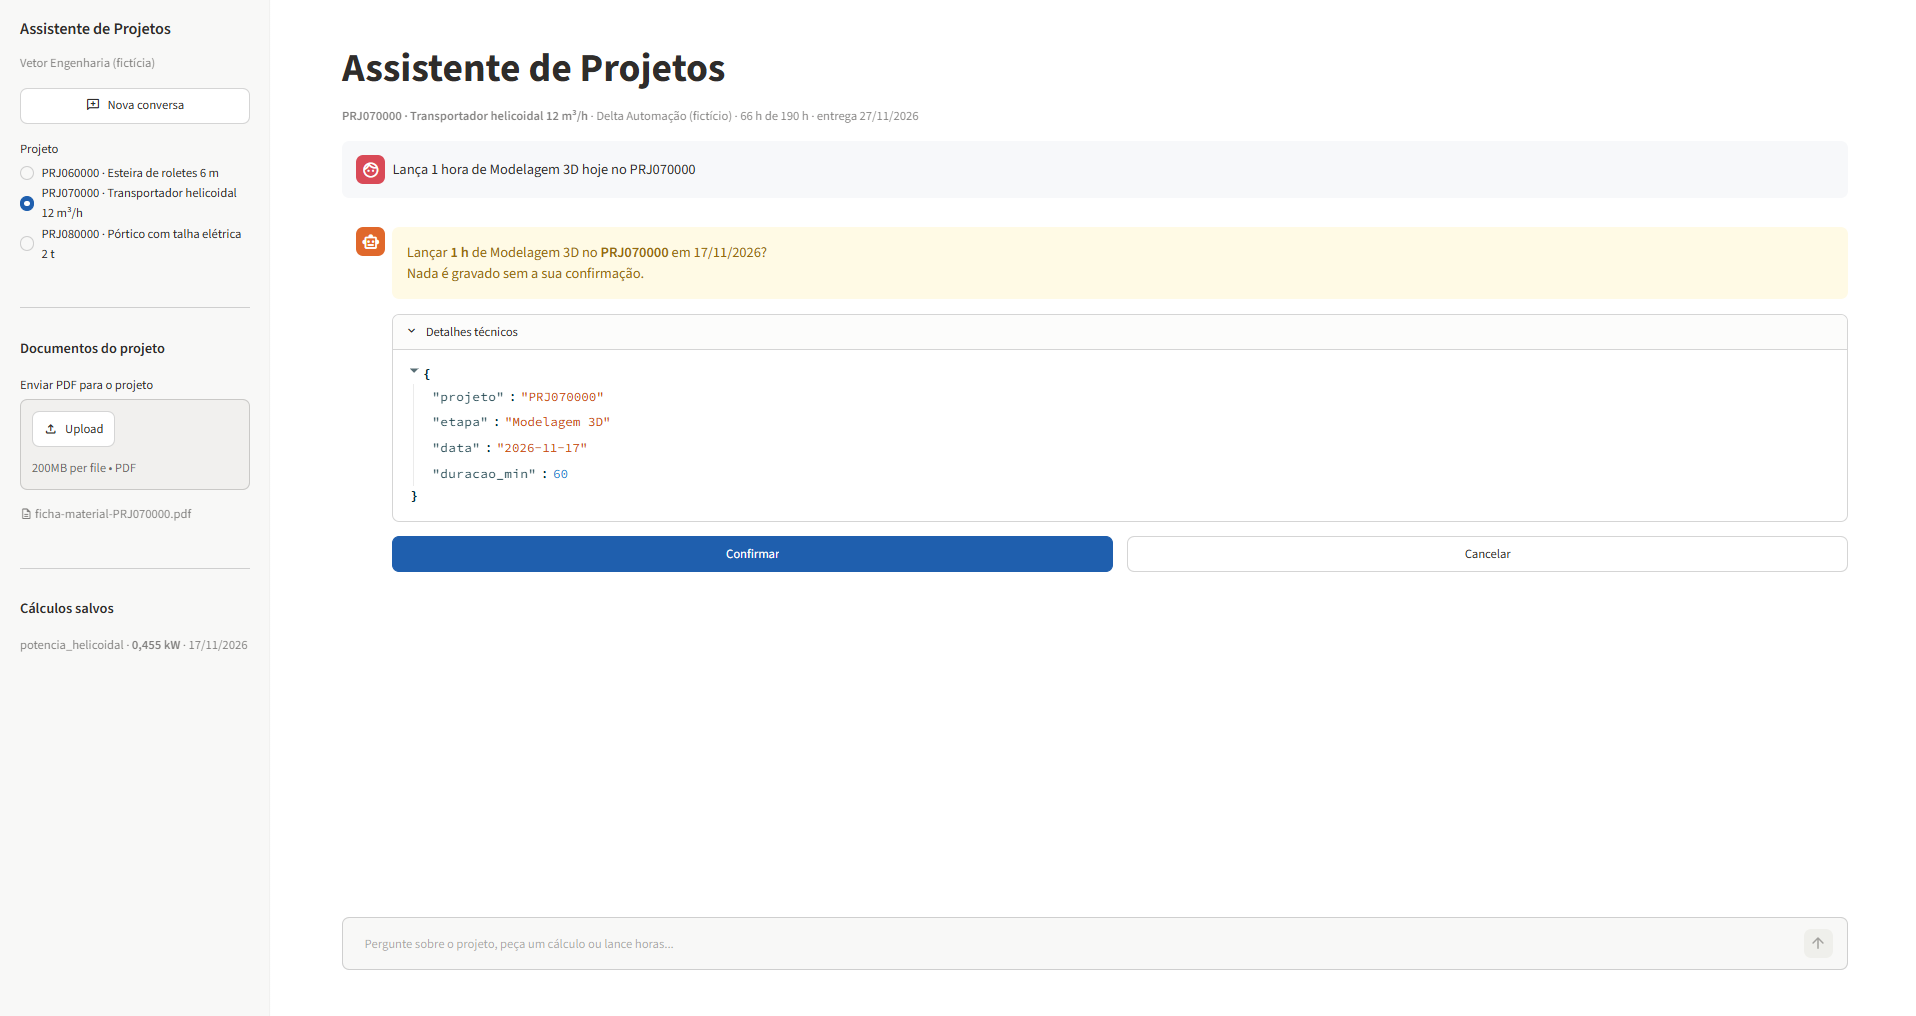 Assistente de Projetos
Vetor Engenharia (fictícia)
Nova conversa
Projeto
PRJ060000 · Esteira de roletes 6 m
PRJ070000 · Transportador helicoidal
12 m³/h
PRJ080000 · Pórtico com talha elétrica
2 t
Documentos do projeto
Enviar PDF para o projeto
Upload
200MB per file • PDF
ficha-material-PRJ070000.pdf
Cálculos salvos
potencia_helicoidal · 0,455 kW · 17/11/2026
Assistente de Projetos
PRJ070000 · Transportador helicoidal 12 m³/h · Delta Automação (fictício) · 66 h de 190 h · entrega 27/11/2026
Lança 1 hora de Modelagem 3D hoje no PRJ070000
Lançar 1 h de Modelagem 3D no PRJ070000 em 17/11/2026?
Nada é gravado sem a sua confirmação.
Detalhes técnicos
{
"projeto" : "PRJ070000"
"etapa" : "Modelagem 3D"
"data" : "2026-11-17"
"duracao_min" : 60
}
Confirmar
Cancelar
Pergunte sobre o projeto, peça um cálculo ou lance horas...